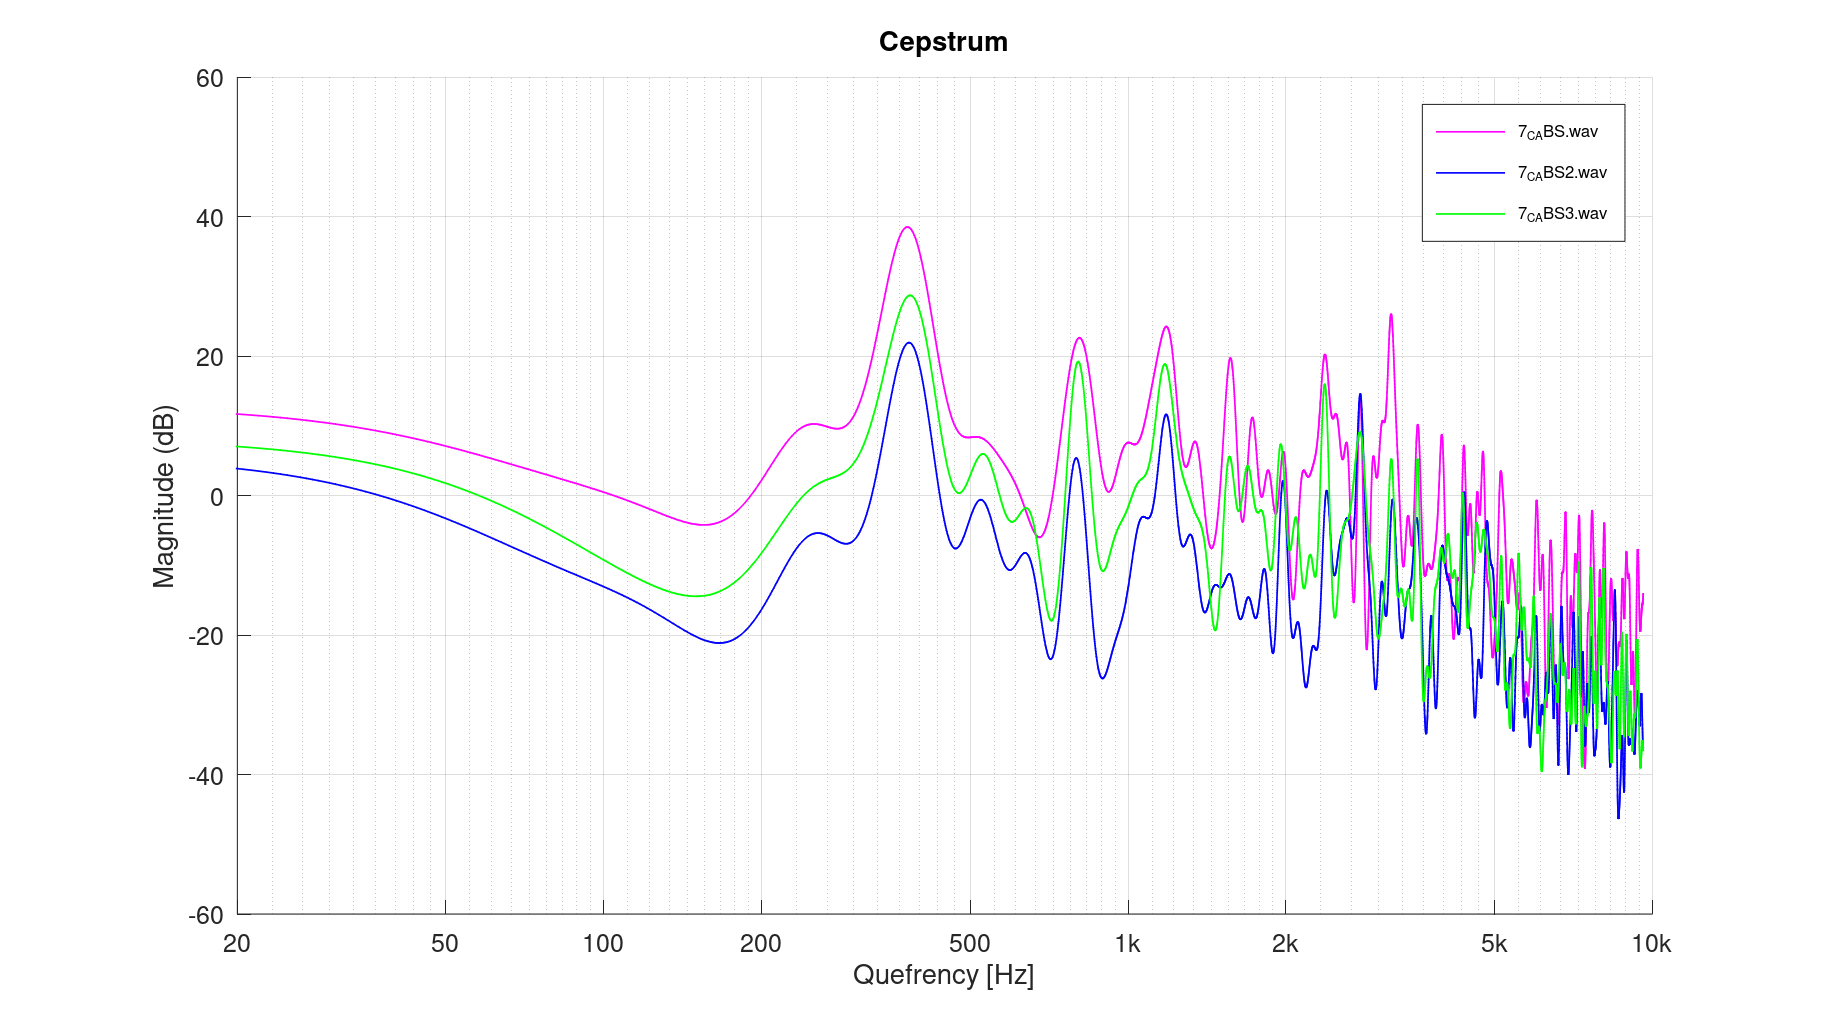 Cepstrum
60
40
20
0
-20
-40
-60
Magnitude (dB)
7CABS.wav
7CABS2.wav
7CABS3.wav
20 50 100 200 500 1k 2k 5k 10k
Quefrency [Hz]